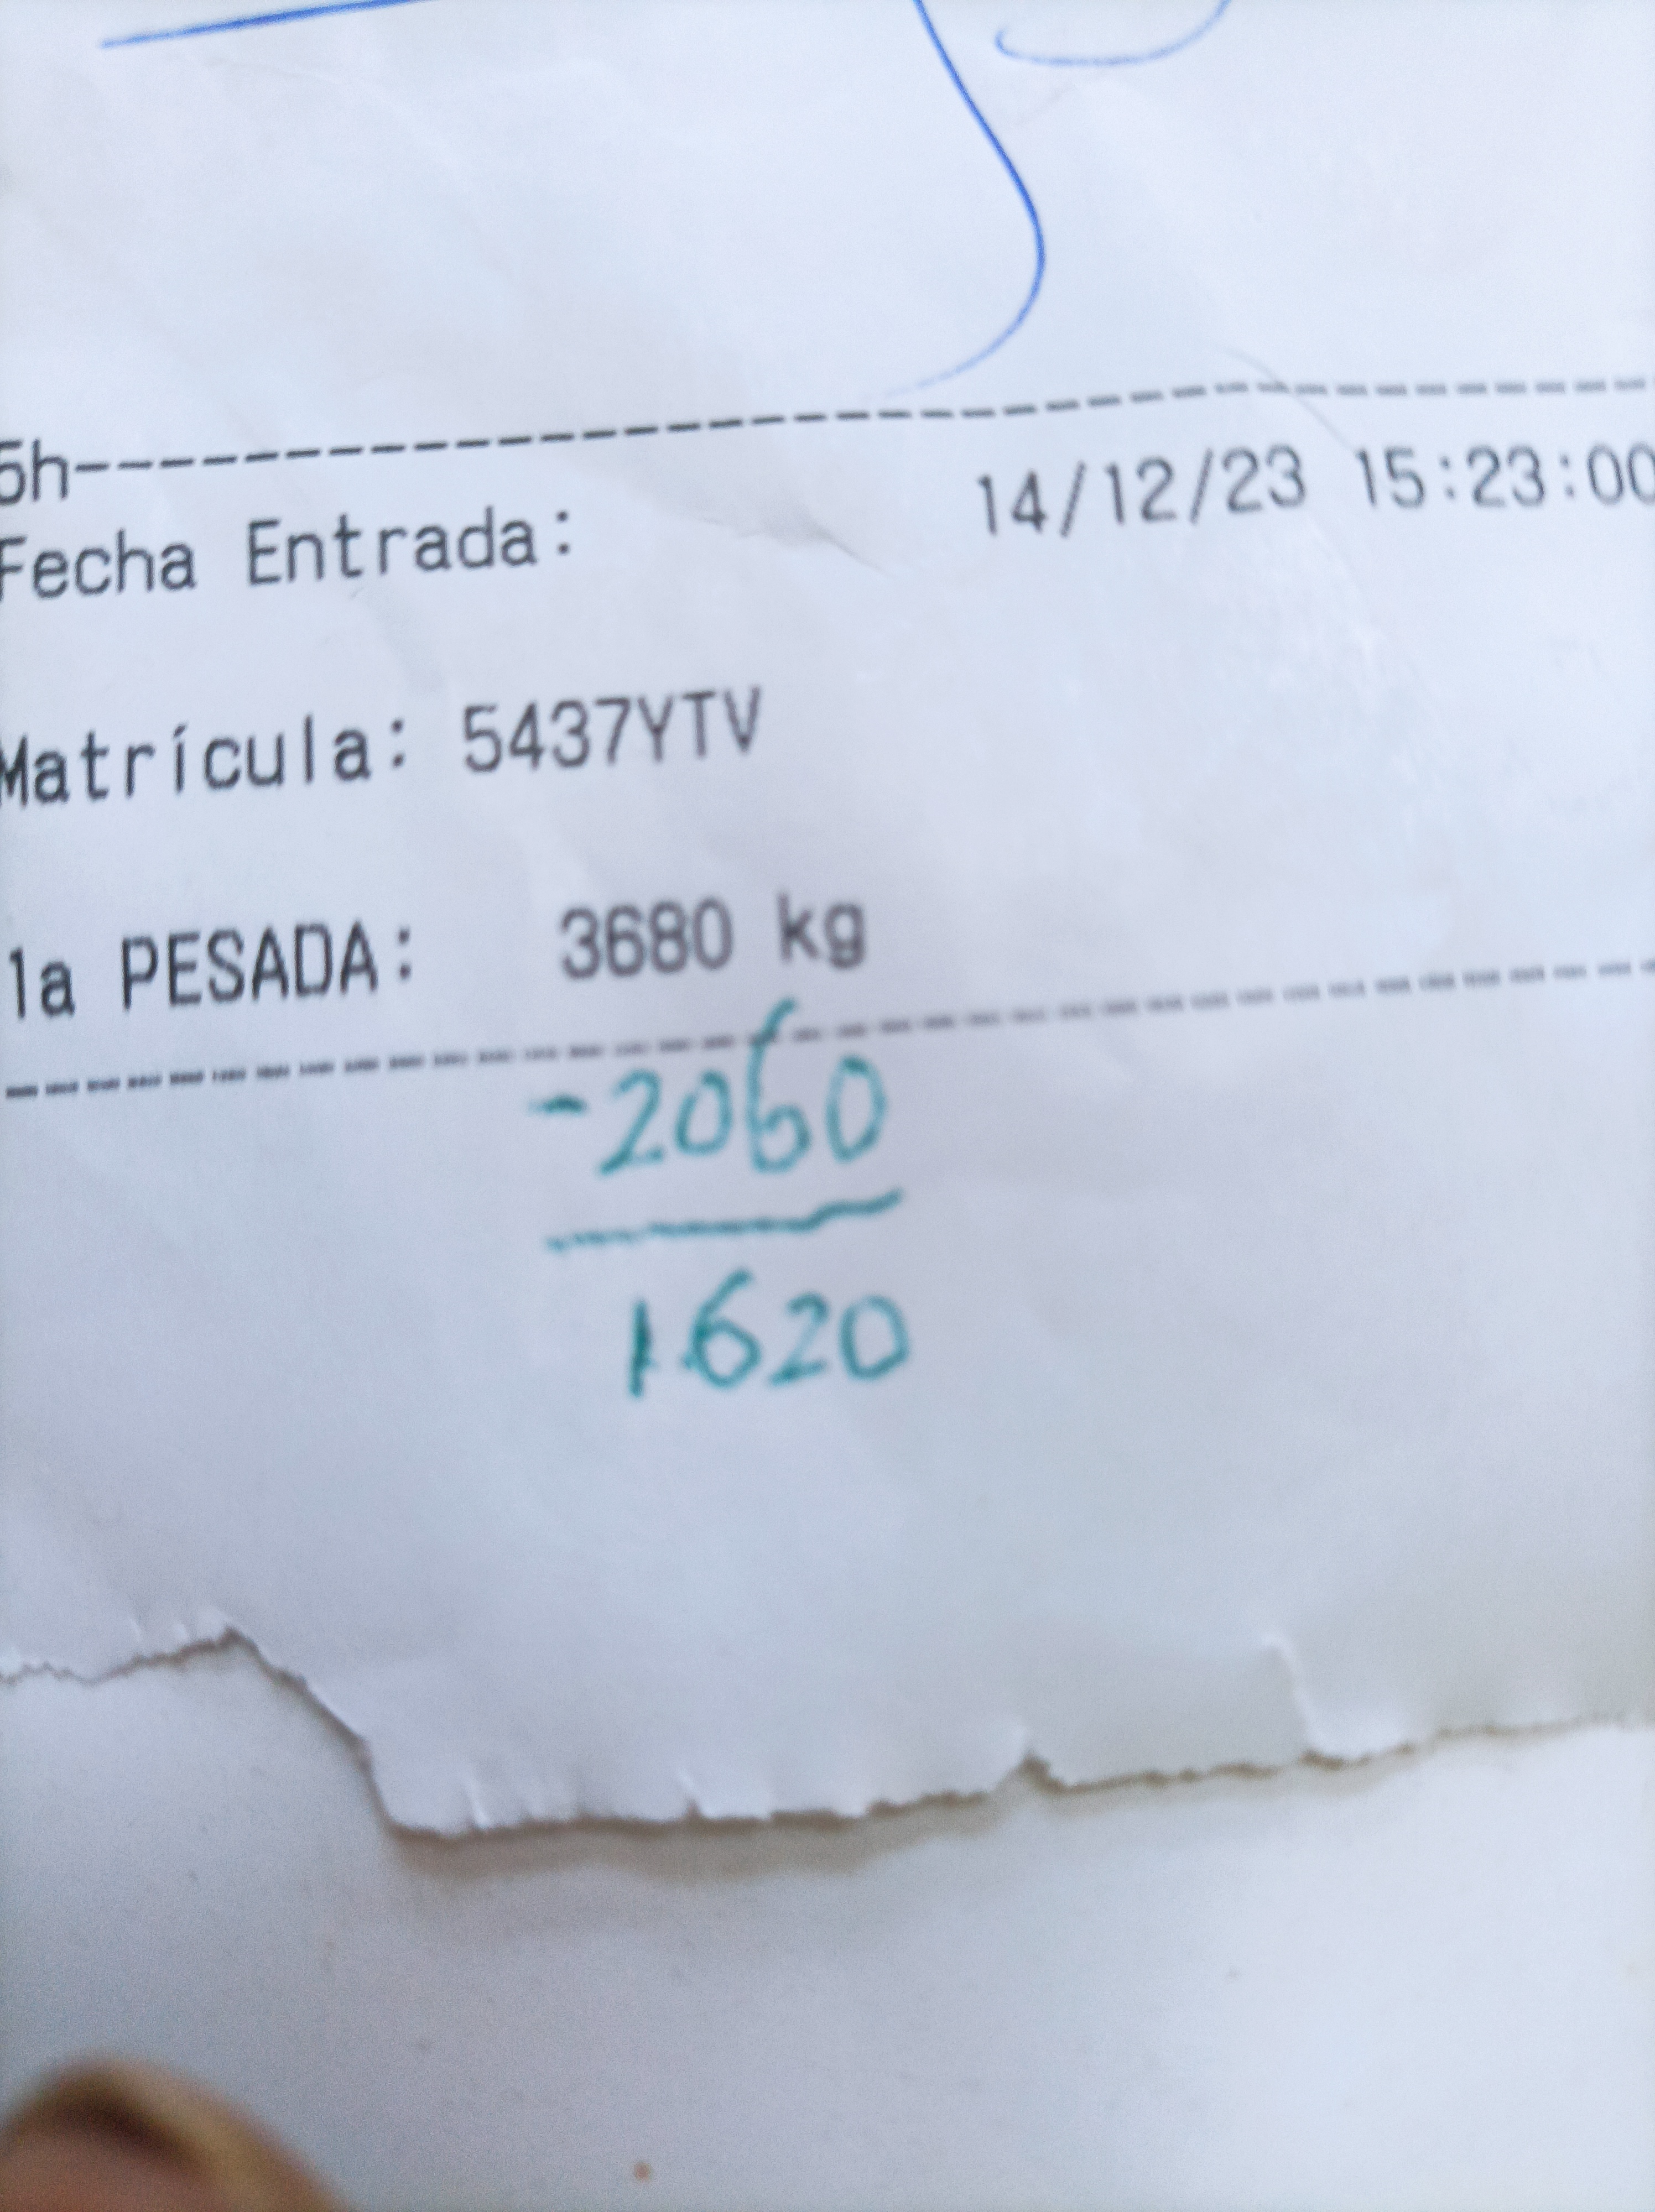 5h--------------------------------
Fecha Entrada: 14/12/23 15:23:00
Matrícula: 5437YTV
1a PESADA: 3680 kg
-2060
1620